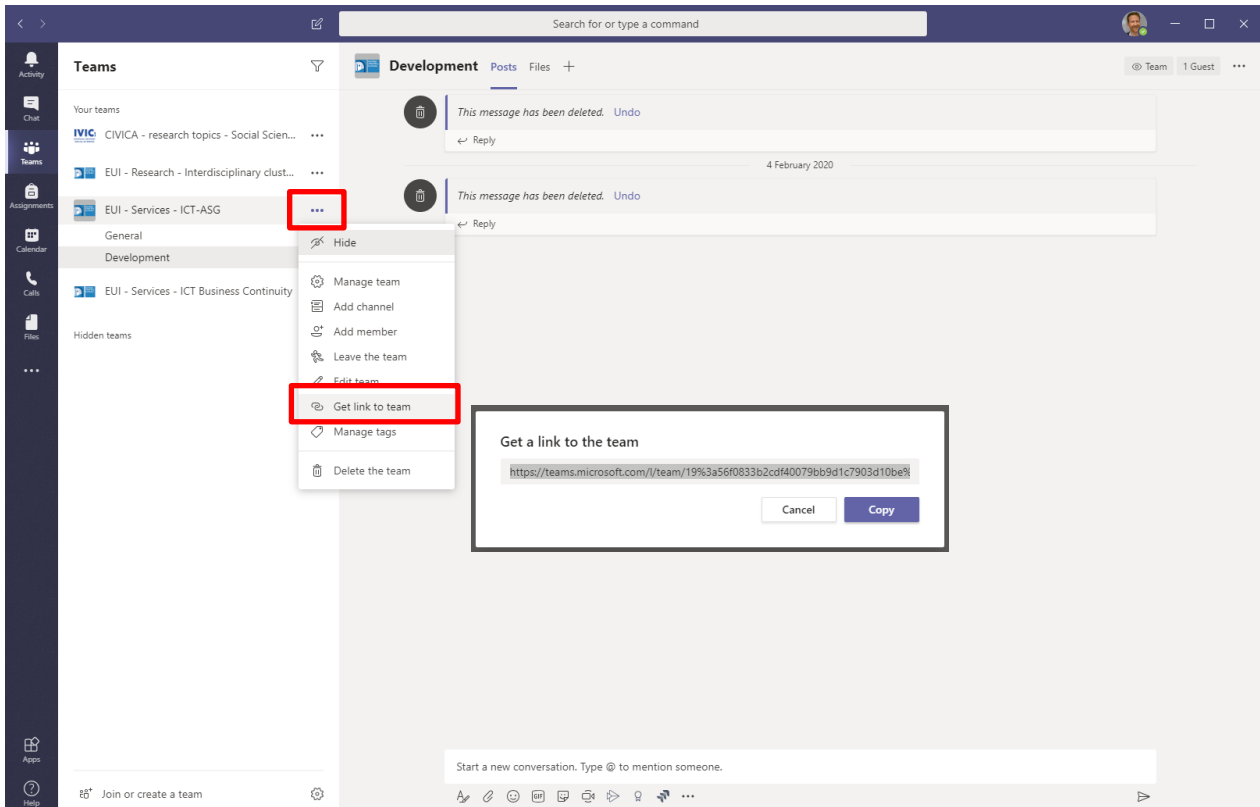 Search for or type a command
Activity
Chat
Teams
Assignments
Calendar
Calls
Files
Apps
Help
Teams
Your teams
IVIC
CIVICA - research topics - Social Scien...
EUI - Research - Interdisciplinary clust...
EUI - Services - ICT-ASG
General
Development
EUI - Services - ICT Business Continuity
Hidden teams
Join or create a team
Hide
Manage team
Add channel
Add member
Leave the team
Edit team
Get link to team
Manage tags
Delete the team
Development Posts Files
Team 1 Guest
This message has been deleted. Undo
Reply
4 February 2020
This message has been deleted. Undo
Reply
Get a link to the team
https://teams.microsoft.com/l/team/19%3a56f0833b2cdf40079bb9d1c7903d10be%
Cancel Copy
Start a new conversation. Type @ to mention someone.
GIF